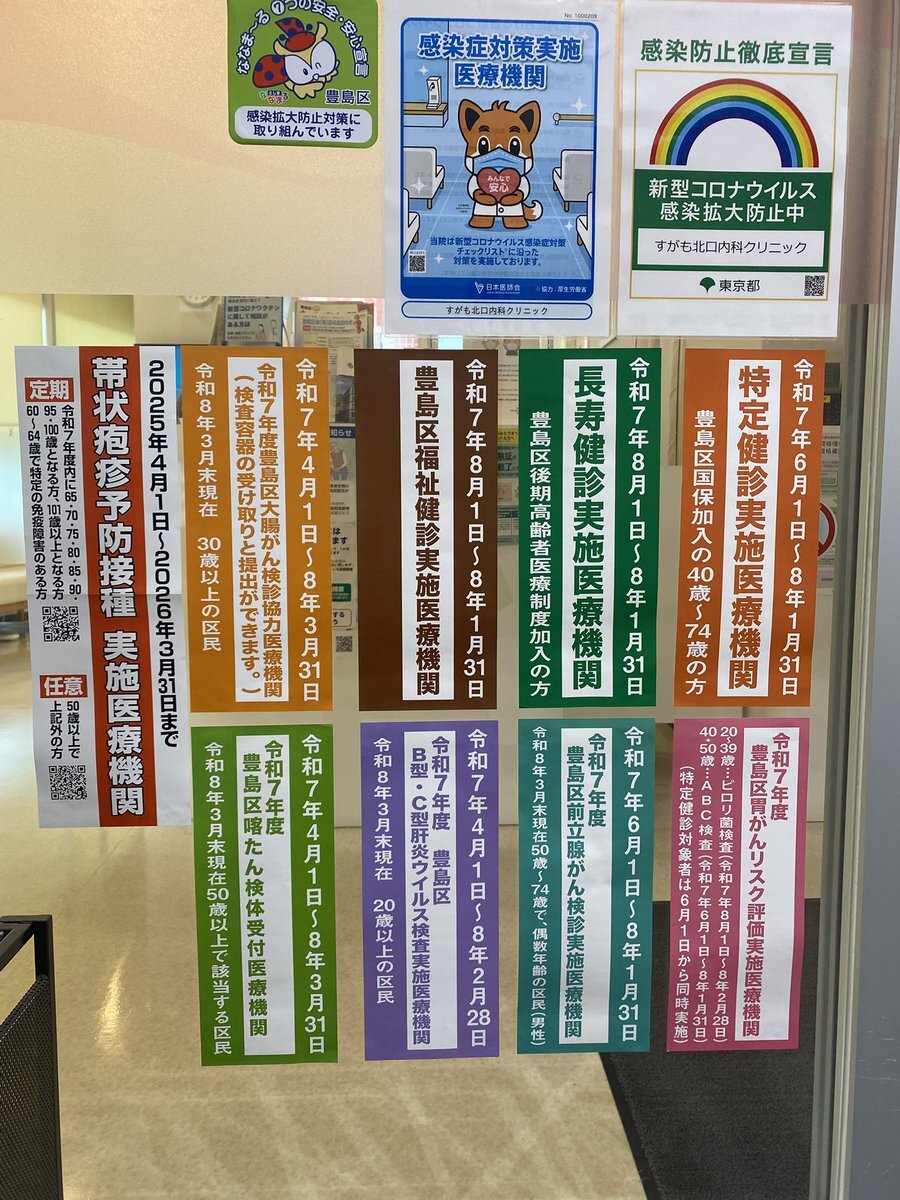 ななまーる 7つの安全・安心宣言
豊島区
感染拡大防止対策に
取り組んでいます
No. 1000209
感染症対策実施
医療機関
みんなで
安心
当院は新型コロナウイルス感染症対策
チェックリストに沿った
対策を実施しております。
日本医師会
※協力:厚生労働省
すがも北口内科クリニック
感染防止徹底宣言
新型コロナウイルス
感染拡大防止中
すがも北口内科クリニック
東京都
新型コロナワクチン
に関して相談が
ある方は
令和7年6月1日〜8年1月31日
特定健診実施医療機関
豊島区国保加入の40歳〜74歳の方
令和7年8月1日〜8年1月31日
長寿健診実施医療機関
豊島区後期高齢者医療制度加入の方
令和7年8月1日〜8年1月31日
豊島区福祉健診実施医療機関
令和7年4月1日〜8年3月31日
令和7年度豊島区大腸がん検診協力医療機関
(検査容器の受け取りと提出ができます。)
令和8年3月末現在 30歳以上の区民
2025年4月1日〜2026年3月31日まで
帯状疱疹予防接種 実施医療機関
定期
令和7年度内に65・70・75・80・85・90・
95・100歳となる方、101歳以上となる方
60〜64歳で特定の免疫障害のある方
任意
50歳以上で
上記外の方
令和7年度
豊島区胃がんリスク評価実施医療機関
20・39歳…ピロリ菌検査(令和7年8月1日〜8年2月28日)
40・50歳…ABC検査(令和7年6月1日〜8年1月31日)
(特定健診対象者は6月1日から同時実施)
令和7年6月1日〜8年1月31日
令和7年度
豊島区前立腺がん検診実施医療機関
令和8年3月末現在50歳〜74歳で、偶数年齢の区民(男性)
令和7年4月1日〜8年2月28日
令和7年度 豊島区
B型・C型肝炎ウイルス検査実施医療機関
令和8年3月末現在 20歳以上の区民
令和7年4月1日〜8年3月31日
令和7年度
豊島区喀たん検体受付医療機関
令和8年3月末現在50歳以上で該当する区民